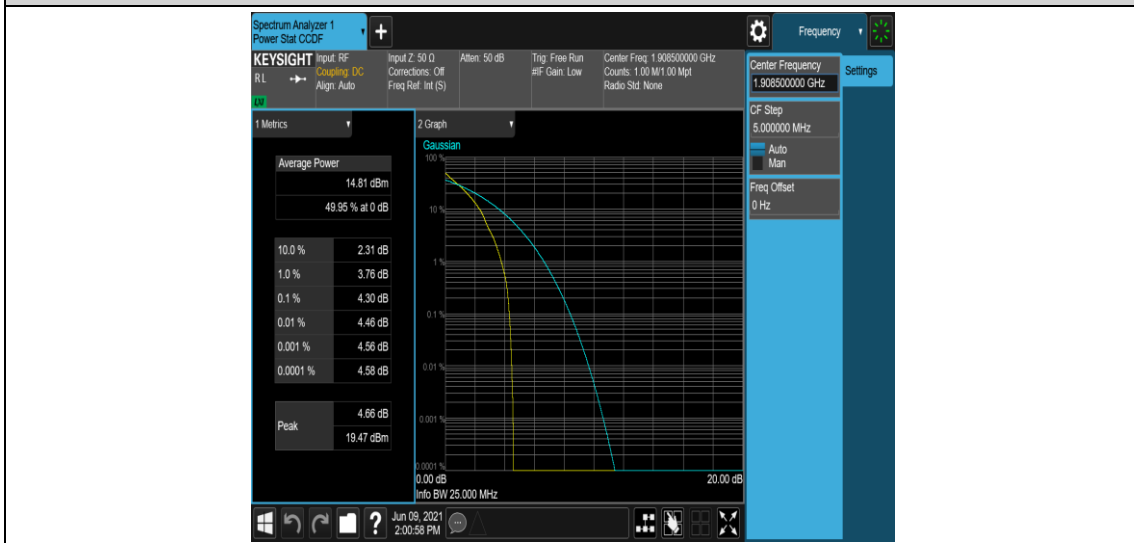 Spectrum Analyzer 1
Power Stat CCDF
+
Frequency
KEYSIGHT
RL
LXI
Input: RF
Coupling: DC
Align: Auto
Input Z: 50 Ω
Corrections: Off
Freq Ref: Int (S)
Atten: 50 dB
Trig: Free Run
#IF Gain: Low
Center Freq: 1.908500000 GHz
Counts: 1.00 M/1.00 Mpt
Radio Std: None
Center Frequency
1.908500000 GHz
Settings
CF Step
5.000000 MHz
Auto
Man
Freq Offset
0 Hz
1 Metrics
Average Power
14.81 dBm
49.95 % at 0 dB
10.0 % 2.31 dB
1.0 % 3.76 dB
0.1 % 4.30 dB
0.01 % 4.46 dB
0.001 % 4.56 dB
0.0001 % 4.58 dB
Peak
4.66 dB
19.47 dBm
2 Graph
Gaussian
100 %
10 %
1 %
0.1 %
0.01 %
0.001 %
0.0001 %
0.00 dB 20.00 dB
Info BW 25.000 MHz
?
Jun 09, 2021
2:00:58 PM